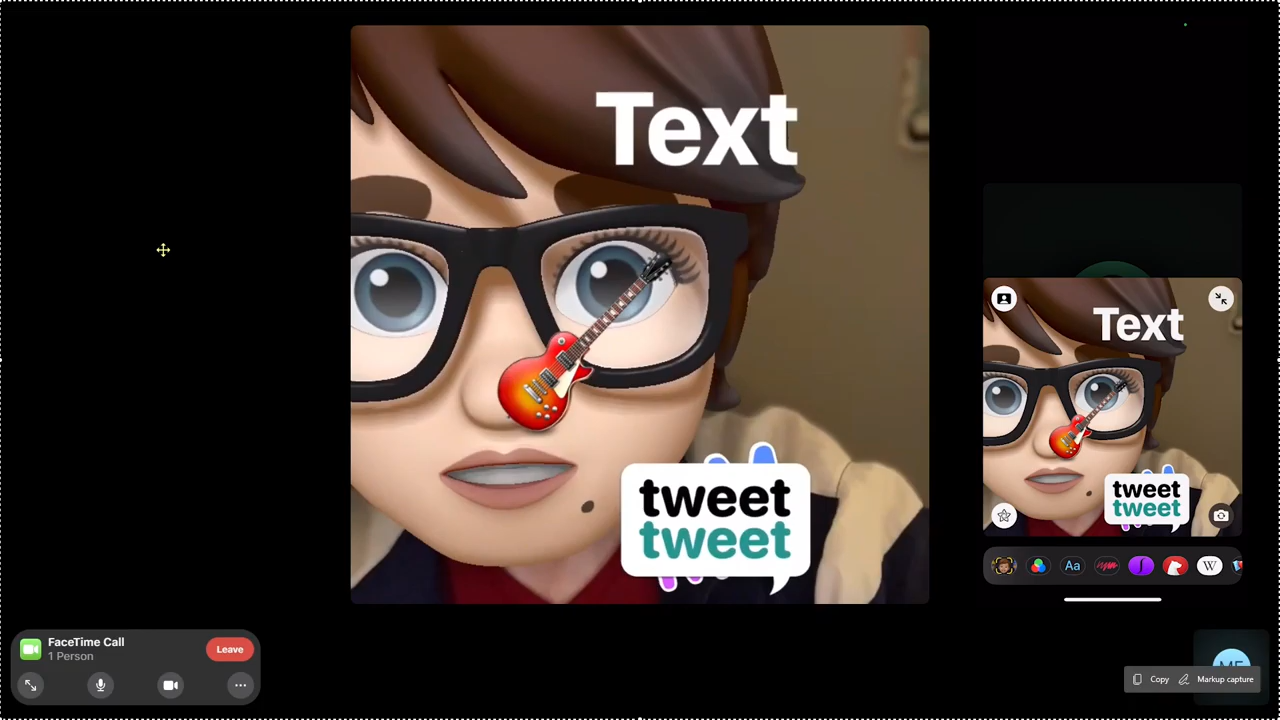 Text
tweet
tweet
Text
tweet
tweet
Aa
W
FaceTime Call
1 Person
Leave
Copy
Markup capture